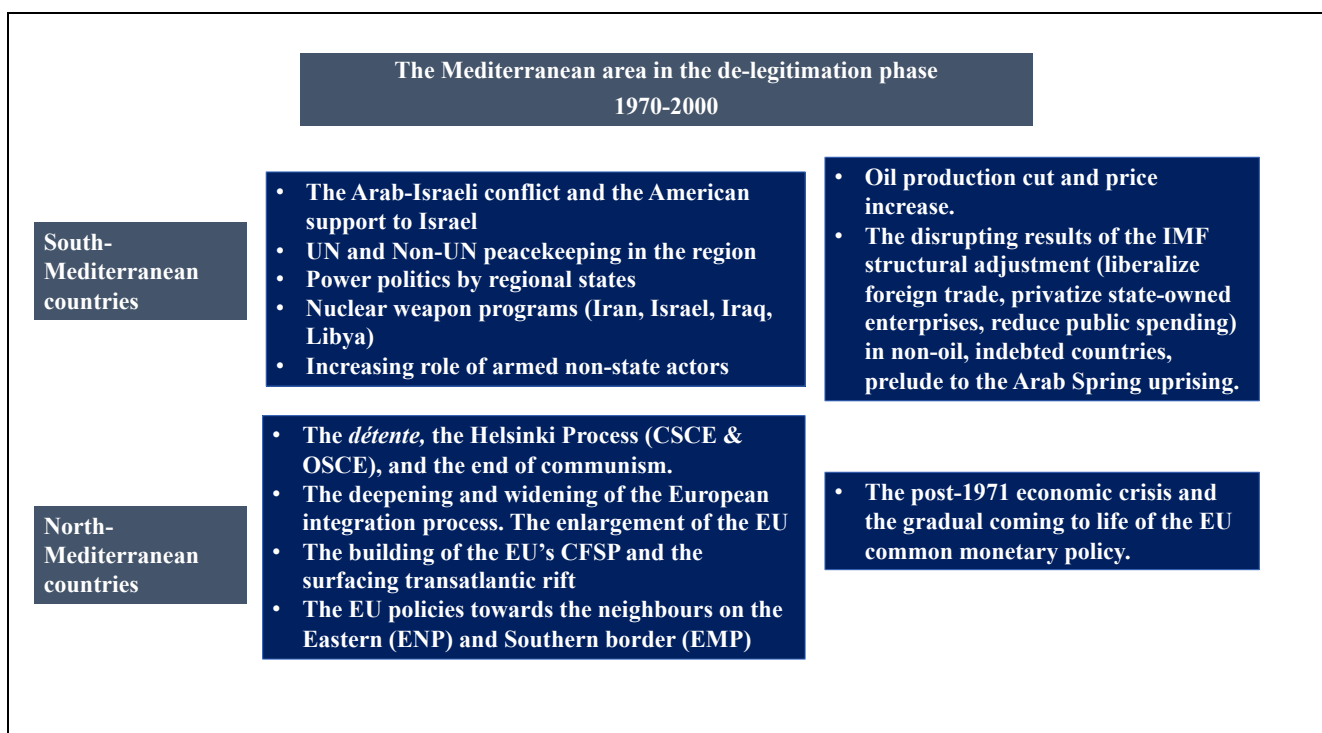 The Mediterranean area in the de-legitimation phase
1970-2000
South-
Mediterranean
countries
• The Arab-Israeli conflict and the American
support to Israel
• UN and Non-UN peacekeeping in the region
• Power politics by regional states
• Nuclear weapon programs (Iran, Israel, Iraq,
Libya)
• Increasing role of armed non-state actors
• Oil production cut and price
increase.
• The disrupting results of the IMF
structural adjustment (liberalize
foreign trade, privatize state-owned
enterprises, reduce public spending)
in non-oil, indebted countries,
prelude to the Arab Spring uprising.
North-
Mediterranean
countries
• The détente, the Helsinki Process (CSCE &
OSCE), and the end of communism.
• The deepening and widening of the European
integration process. The enlargement of the EU
• The building of the EU’s CFSP and the
surfacing transatlantic rift
• The EU policies towards the neighbours on the
Eastern (ENP) and Southern border (EMP)
• The post-1971 economic crisis and
the gradual coming to life of the EU
common monetary policy.